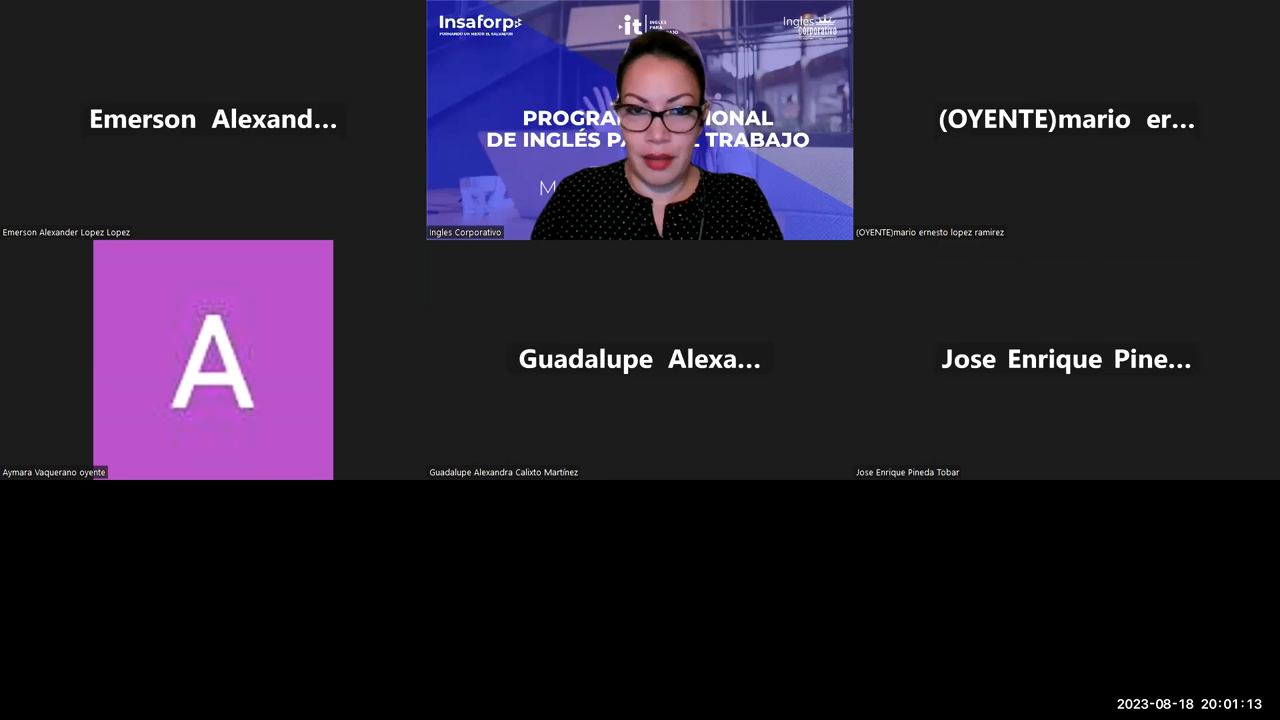 Insaforp
FORMANDO UN MEJOR EL SALVADOR
it
INGLÉS
PARA
Inglés
corporativo
Emerson Alexand...
PROGRA
IONAL
DE INGLÉS PA
L TRABAJO
(OYENTE)mario er...
M
Emerson Alexander Lopez Lopez
Ingles Corporativo
(OYENTE)mario ernesto lopez ramirez
A
Guadalupe Alexa...
Jose Enrique Pine...
Aymara Vaquerano oyente
Guadalupe Alexandra Calixto Martínez
Jose Enrique Pineda Tobar
2023-08-18 20:01:13